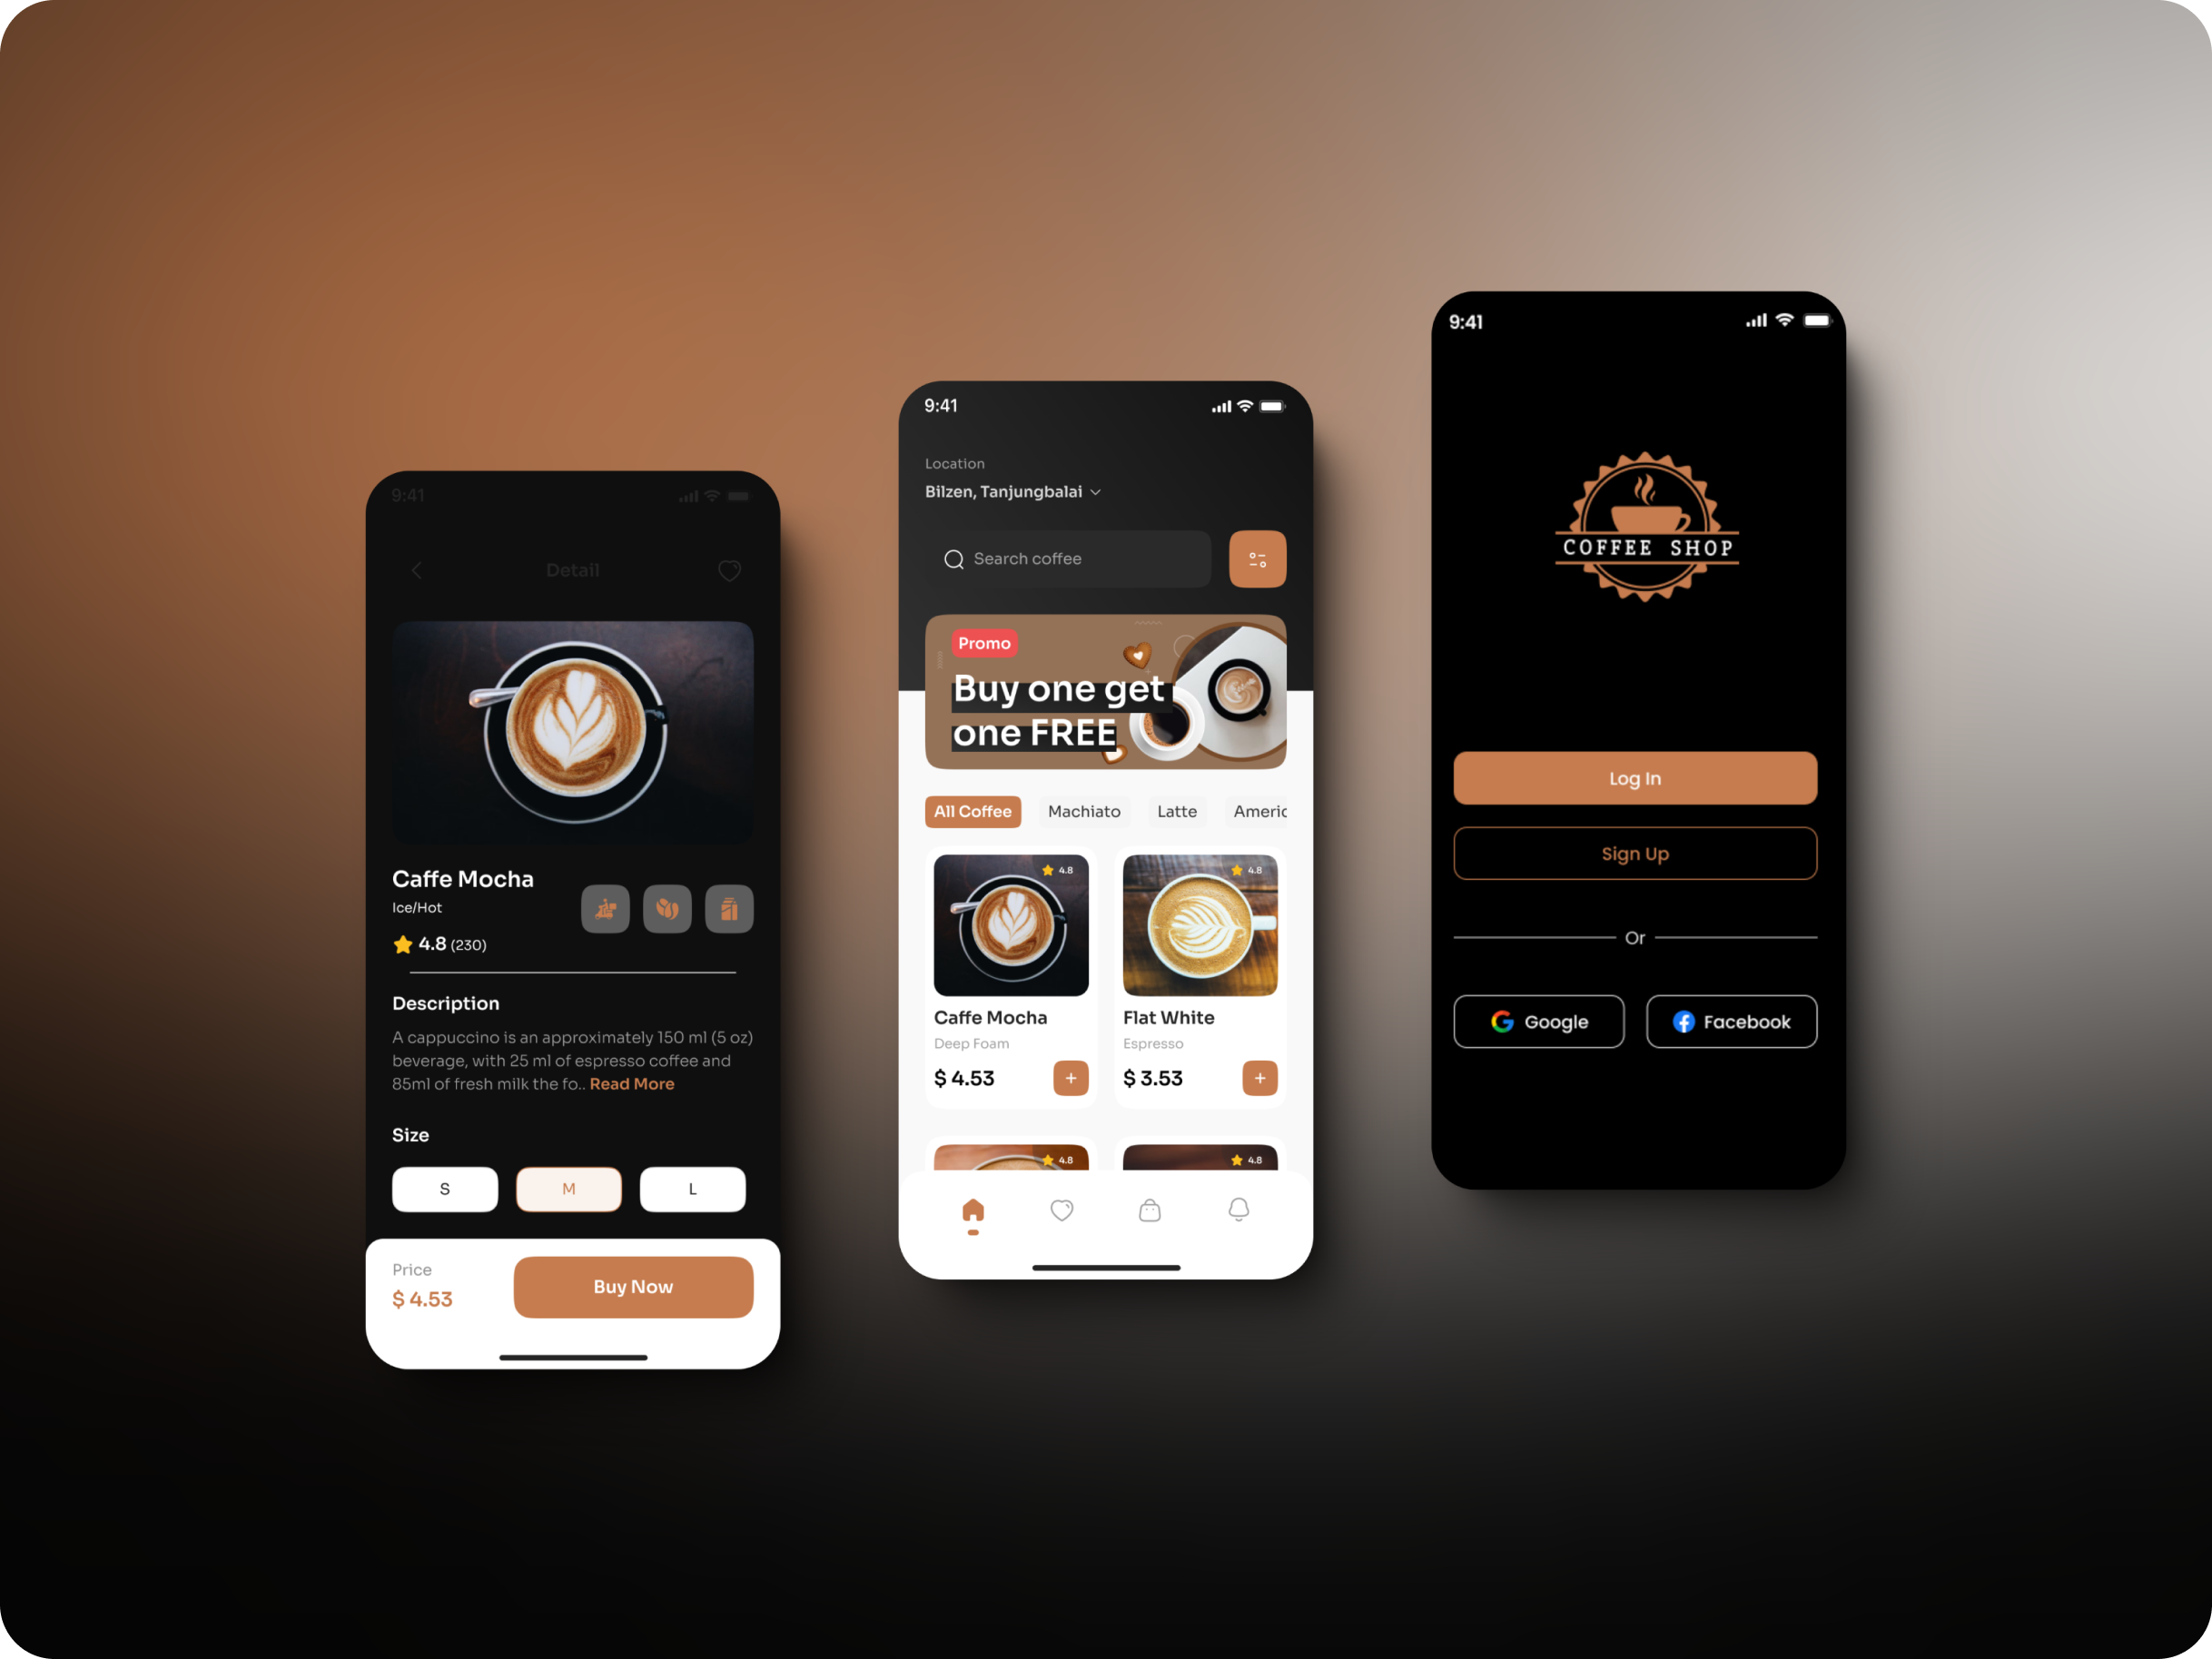 9:41
Detail
Caffe Mocha
Ice/Hot
4.8 (230)
Description
A cappuccino is an approximately 150 ml (5 oz)
beverage, with 25 ml of espresso coffee and
85ml of fresh milk the fo.. Read More
Size
S M L
Price
$ 4.53
Buy Now
9:41
Location
Bilzen, Tanjungbalai
Search coffee
Promo
Buy one get
one FREE
All Coffee Machiato Latte Americ
4.8 4.8
Caffe Mocha Flat White
Deep Foam Espresso
$ 4.53 + $ 3.53 +
4.8 4.8
9:41
COFFEE SHOP
Log In
Sign Up
Or
Google Facebook